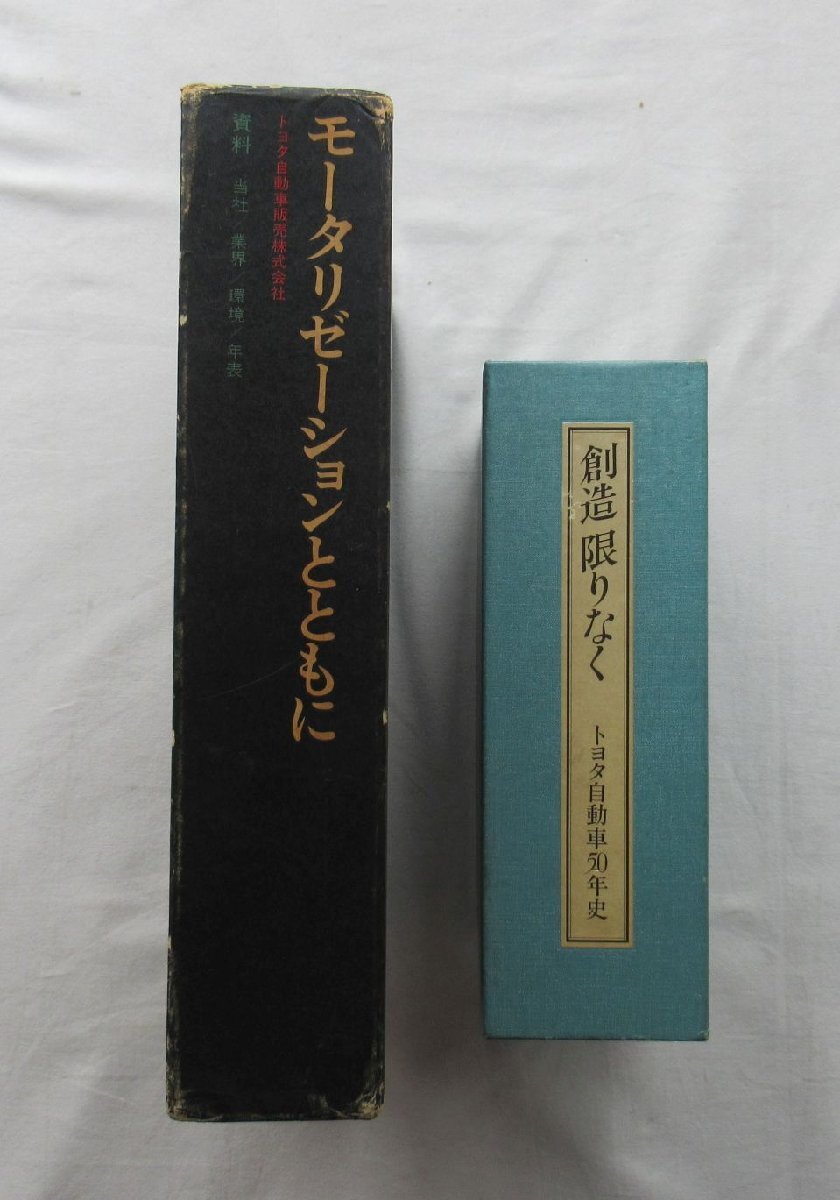 モータリゼーションとともに
トヨタ自動車販売株式会社
資料 当社／業界／環境／年表
創造 限りなく
トヨタ自動車50年史